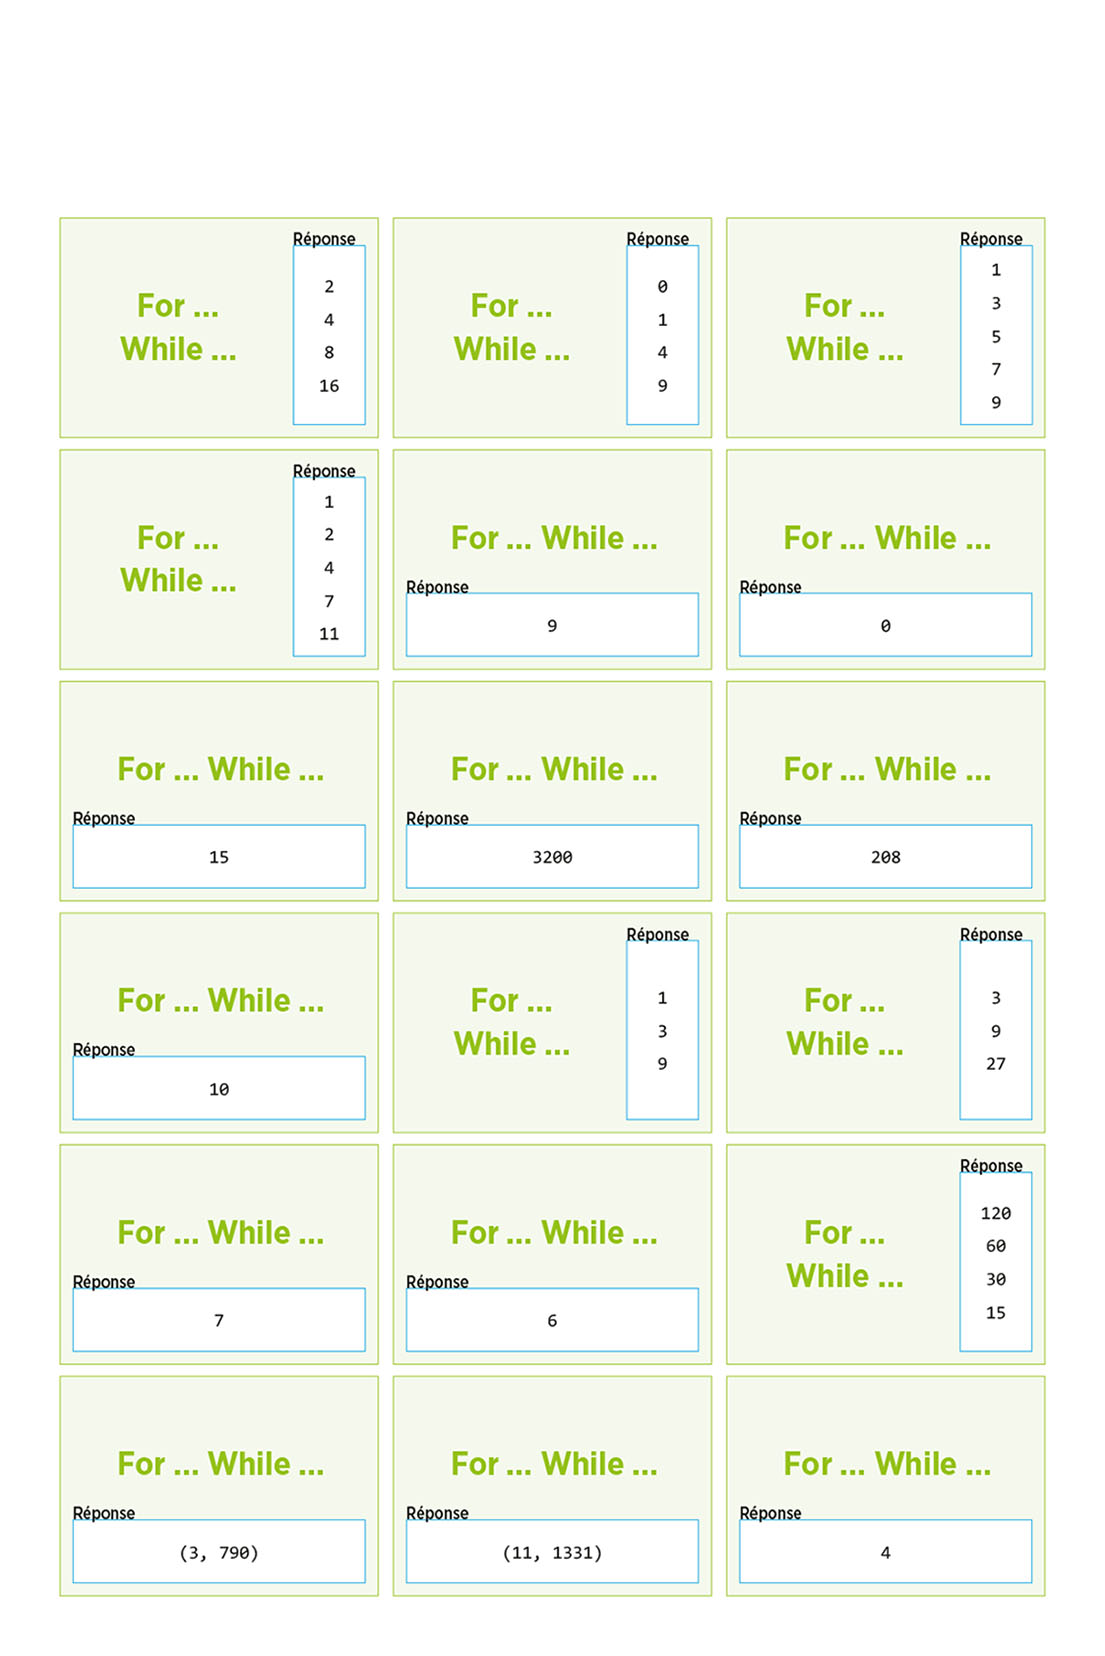 Réponse
For ...
While ...
2
4
8
16
Réponse
For ...
While ...
0
1
4
9
Réponse
For ...
While ...
1
3
5
7
9
Réponse
For ...
While ...
1
2
4
7
11
For ... While ...
Réponse
9
For ... While ...
Réponse
0
For ... While ...
Réponse
15
For ... While ...
Réponse
3200
For ... While ...
Réponse
208
For ... While ...
Réponse
10
Réponse
For ...
While ...
1
3
9
Réponse
For ...
While ...
3
9
27
For ... While ...
Réponse
7
For ... While ...
Réponse
6
Réponse
For ...
While ...
120
60
30
15
For ... While ...
Réponse
(3, 790)
For ... While ...
Réponse
(11, 1331)
For ... While ...
Réponse
4